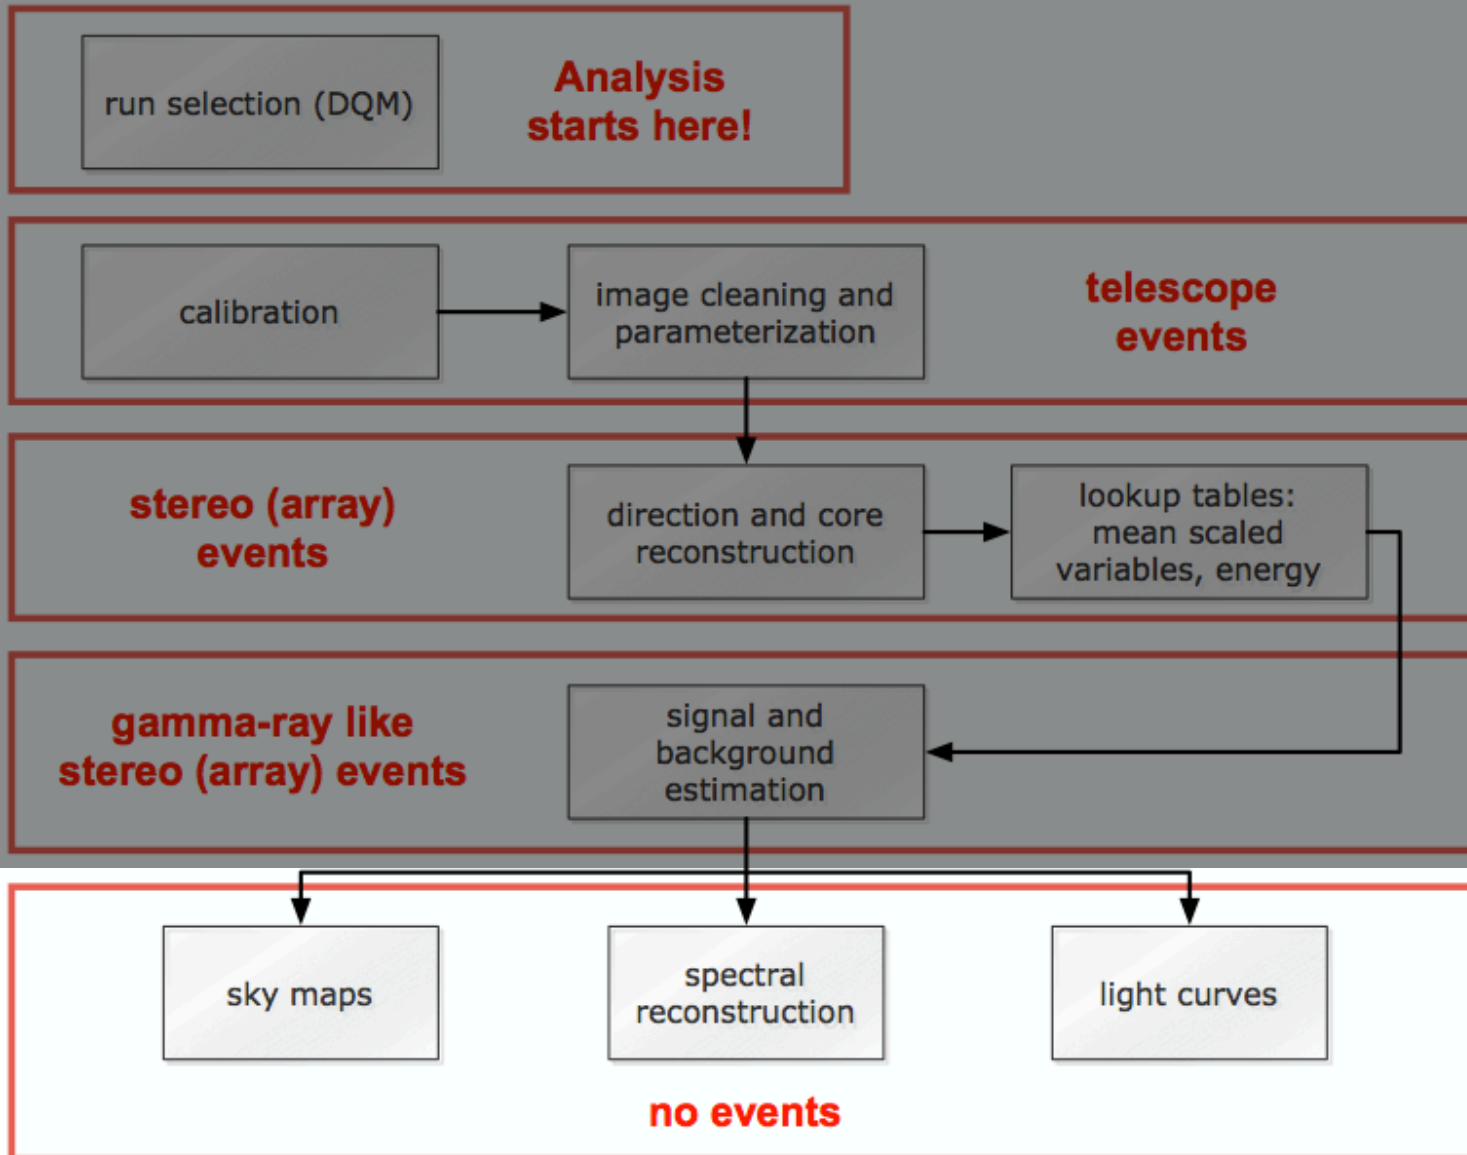 run selection (DQM)
Analysis
starts here!
calibration
image cleaning and
parameterization
telescope
events
stereo (array)
events
direction and core
reconstruction
lookup tables:
mean scaled
variables, energy
gamma-ray like
stereo (array) events
signal and
background
estimation
sky maps
spectral
reconstruction
light curves
no events